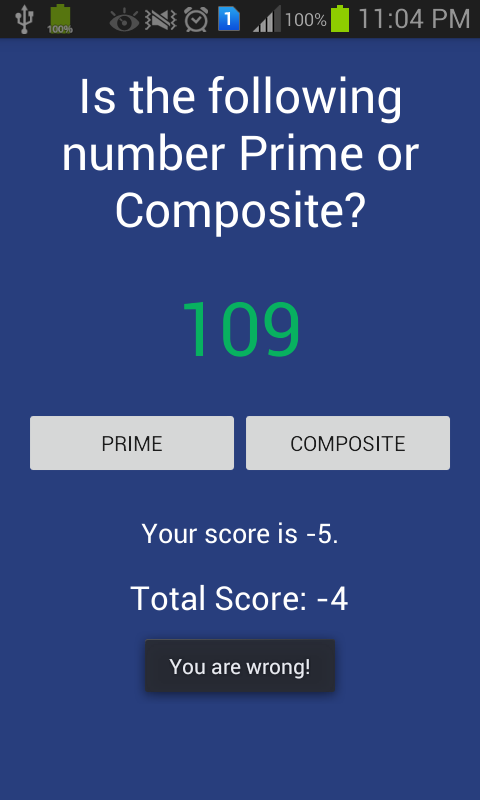 100% 1 100% 11:04 PM
Is the following
number Prime or
Composite?
109
PRIME COMPOSITE
Your score is -5.
Total Score: -4
You are wrong!